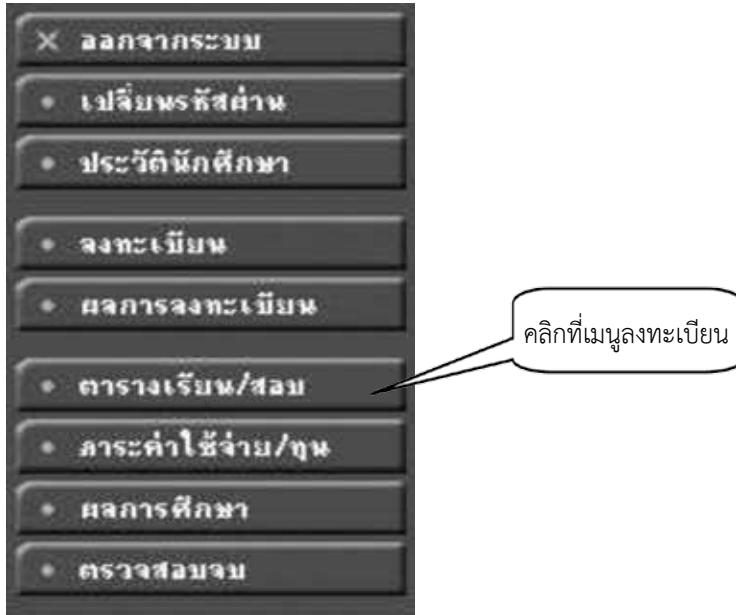 × ออกจากระบบ
เปลี่ยนรหัสผ่าน
ประวัตินักศึกษา
ลงทะเบียน
ผลการลงทะเบียน
คลิกที่เมนูลงทะเบียน
ตารางเรียน/สอบ
ภาระค่าใช้จ่าย/ทุน
ผลการศึกษา
ตรวจสอบจบ